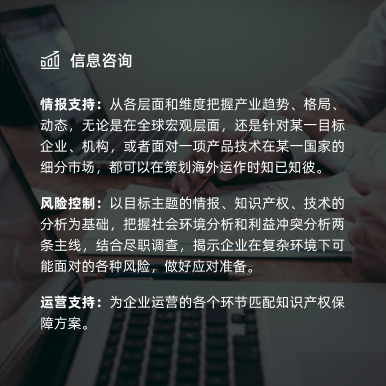 信息咨询
情报支持：从各层面和维度把握产业趋势、格局、
动态，无论是在全球宏观层面，还是针对某一目标
企业、机构，或者面对一项产品技术在某一国家的
细分市场，都可以在策划海外运作时知已知彼。
风险控制：以目标主题的情报、知识产权、技术的
分析为基础，把握社会环境分析和利益冲突分析两
条主线，结合尽职调查，揭示企业在复杂环境下可
能面对的各种风险，做好应对准备。
运营支持：为企业运营的各个环节匹配知识产权保
障方案。